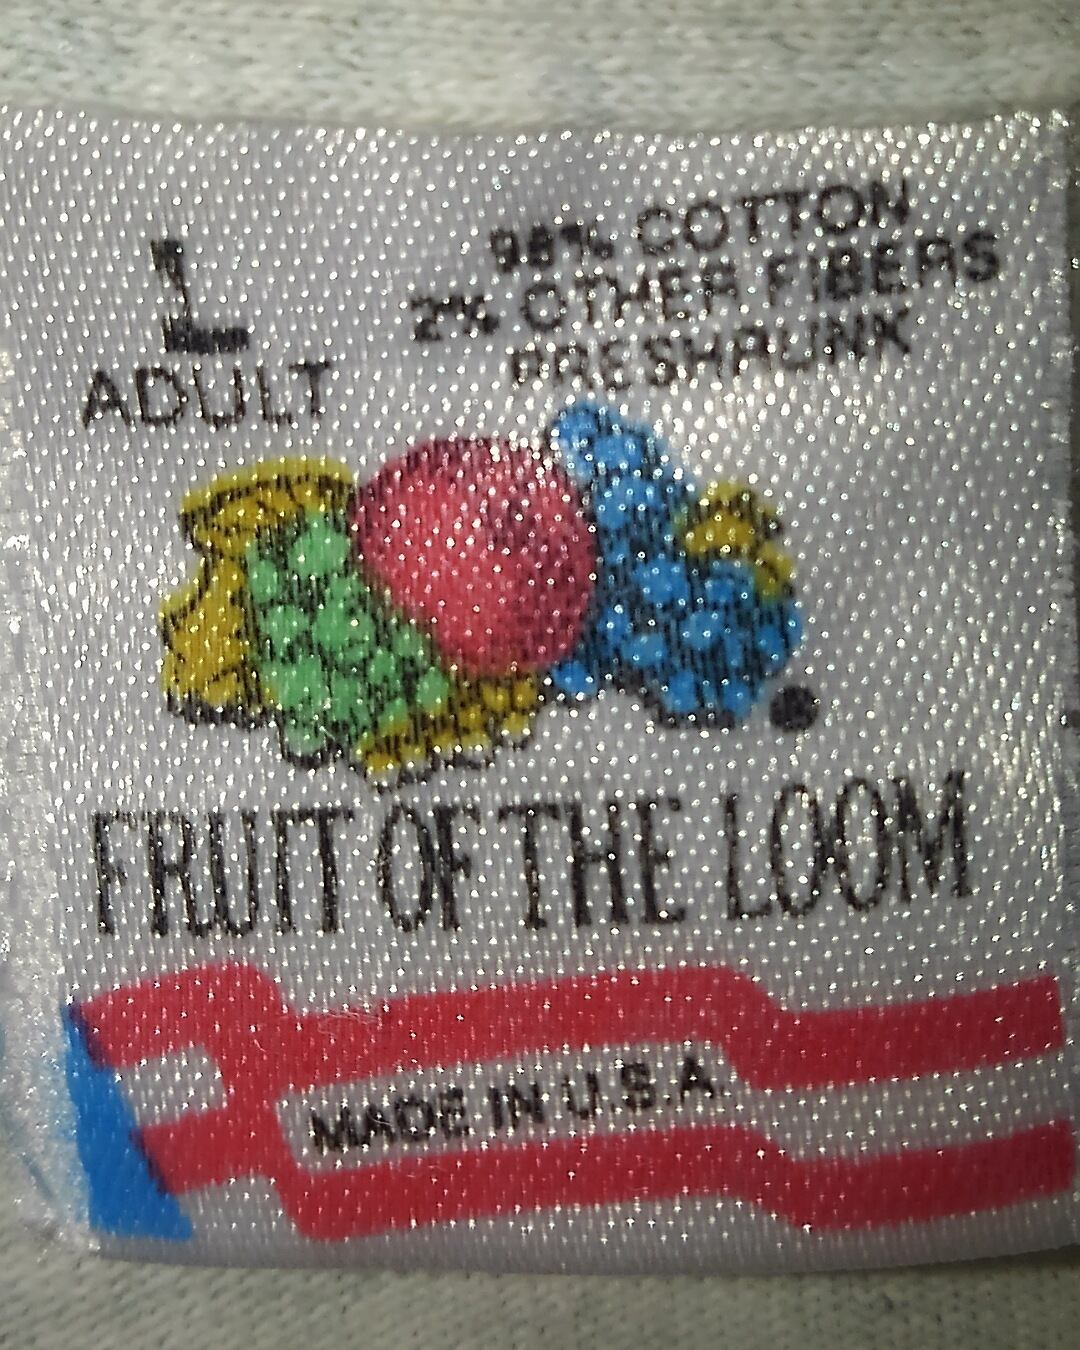 L
ADULT
98% COTTON
2% OTHER FIBERS
PRESHRUNK
FRUIT OF THE LOOM
MADE IN U.S.A.